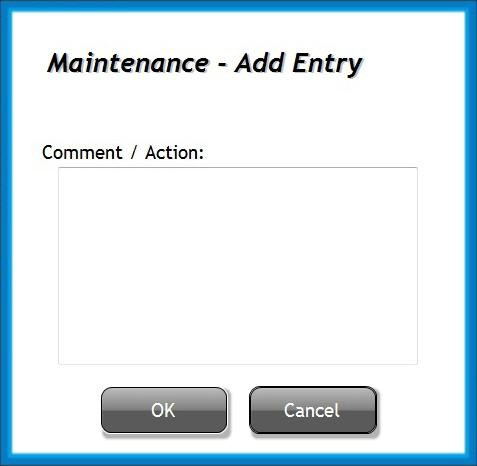 Maintenance - Add Entry
Comment / Action:
OK
Cancel